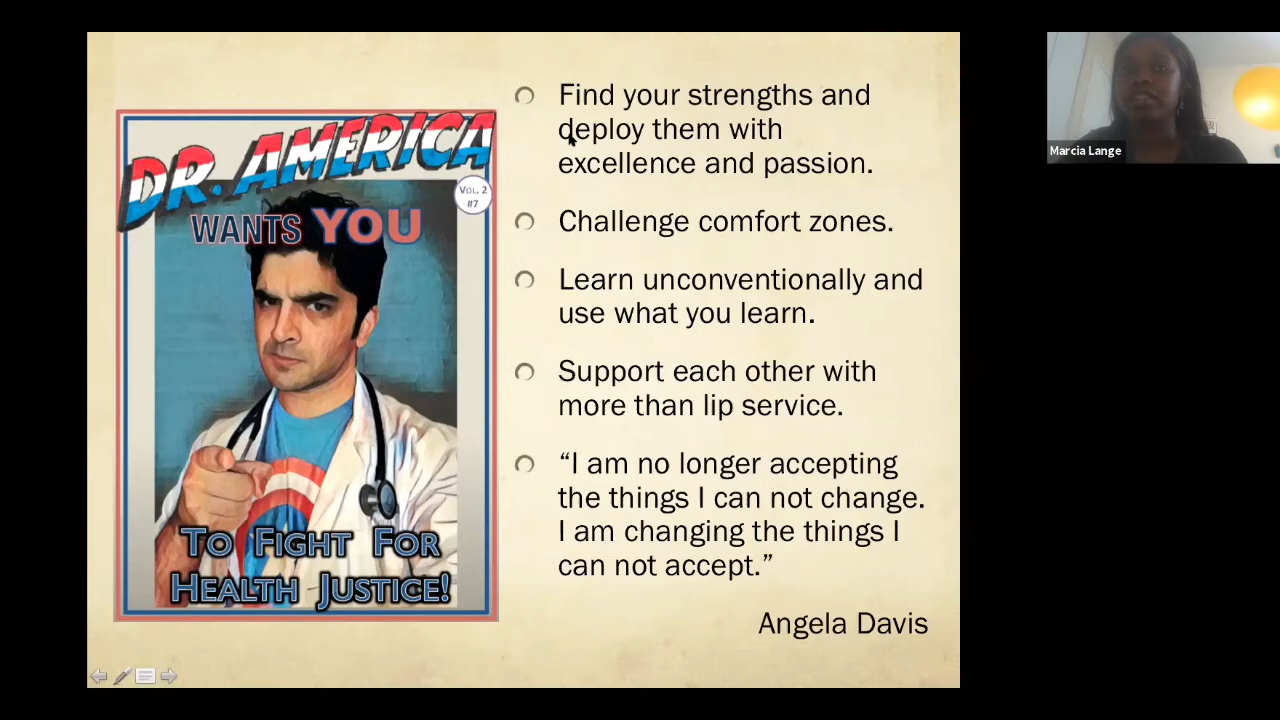 DR. AMERICA
VOL. 2
#7
WANTS YOU
TO FIGHT FOR
HEALTH JUSTICE!
Find your strengths and
deploy them with
excellence and passion.
Challenge comfort zones.
Learn unconventionally and
use what you learn.
Support each other with
more than lip service.
“I am no longer accepting
the things I can not change.
I am changing the things I
can not accept.”
Angela Davis
Marcia Lange